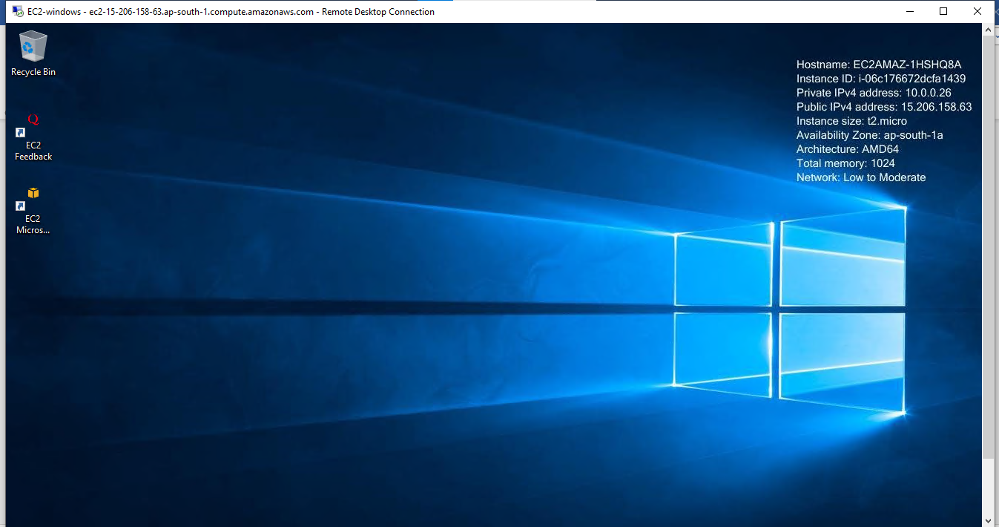 EC2-windows - ec2-15-206-158-63.ap-south-1.compute.amazonaws.com - Remote Desktop Connection
Recycle Bin
EC2
Feedback
EC2
Micros...
Hostname: EC2AMAZ-1HSHQ8A
Instance ID: i-06c176672dcfa1439
Private IPv4 address: 10.0.0.26
Public IPv4 address: 15.206.158.63
Instance size: t2.micro
Availability Zone: ap-south-1a
Architecture: AMD64
Total memory: 1024
Network: Low to Moderate